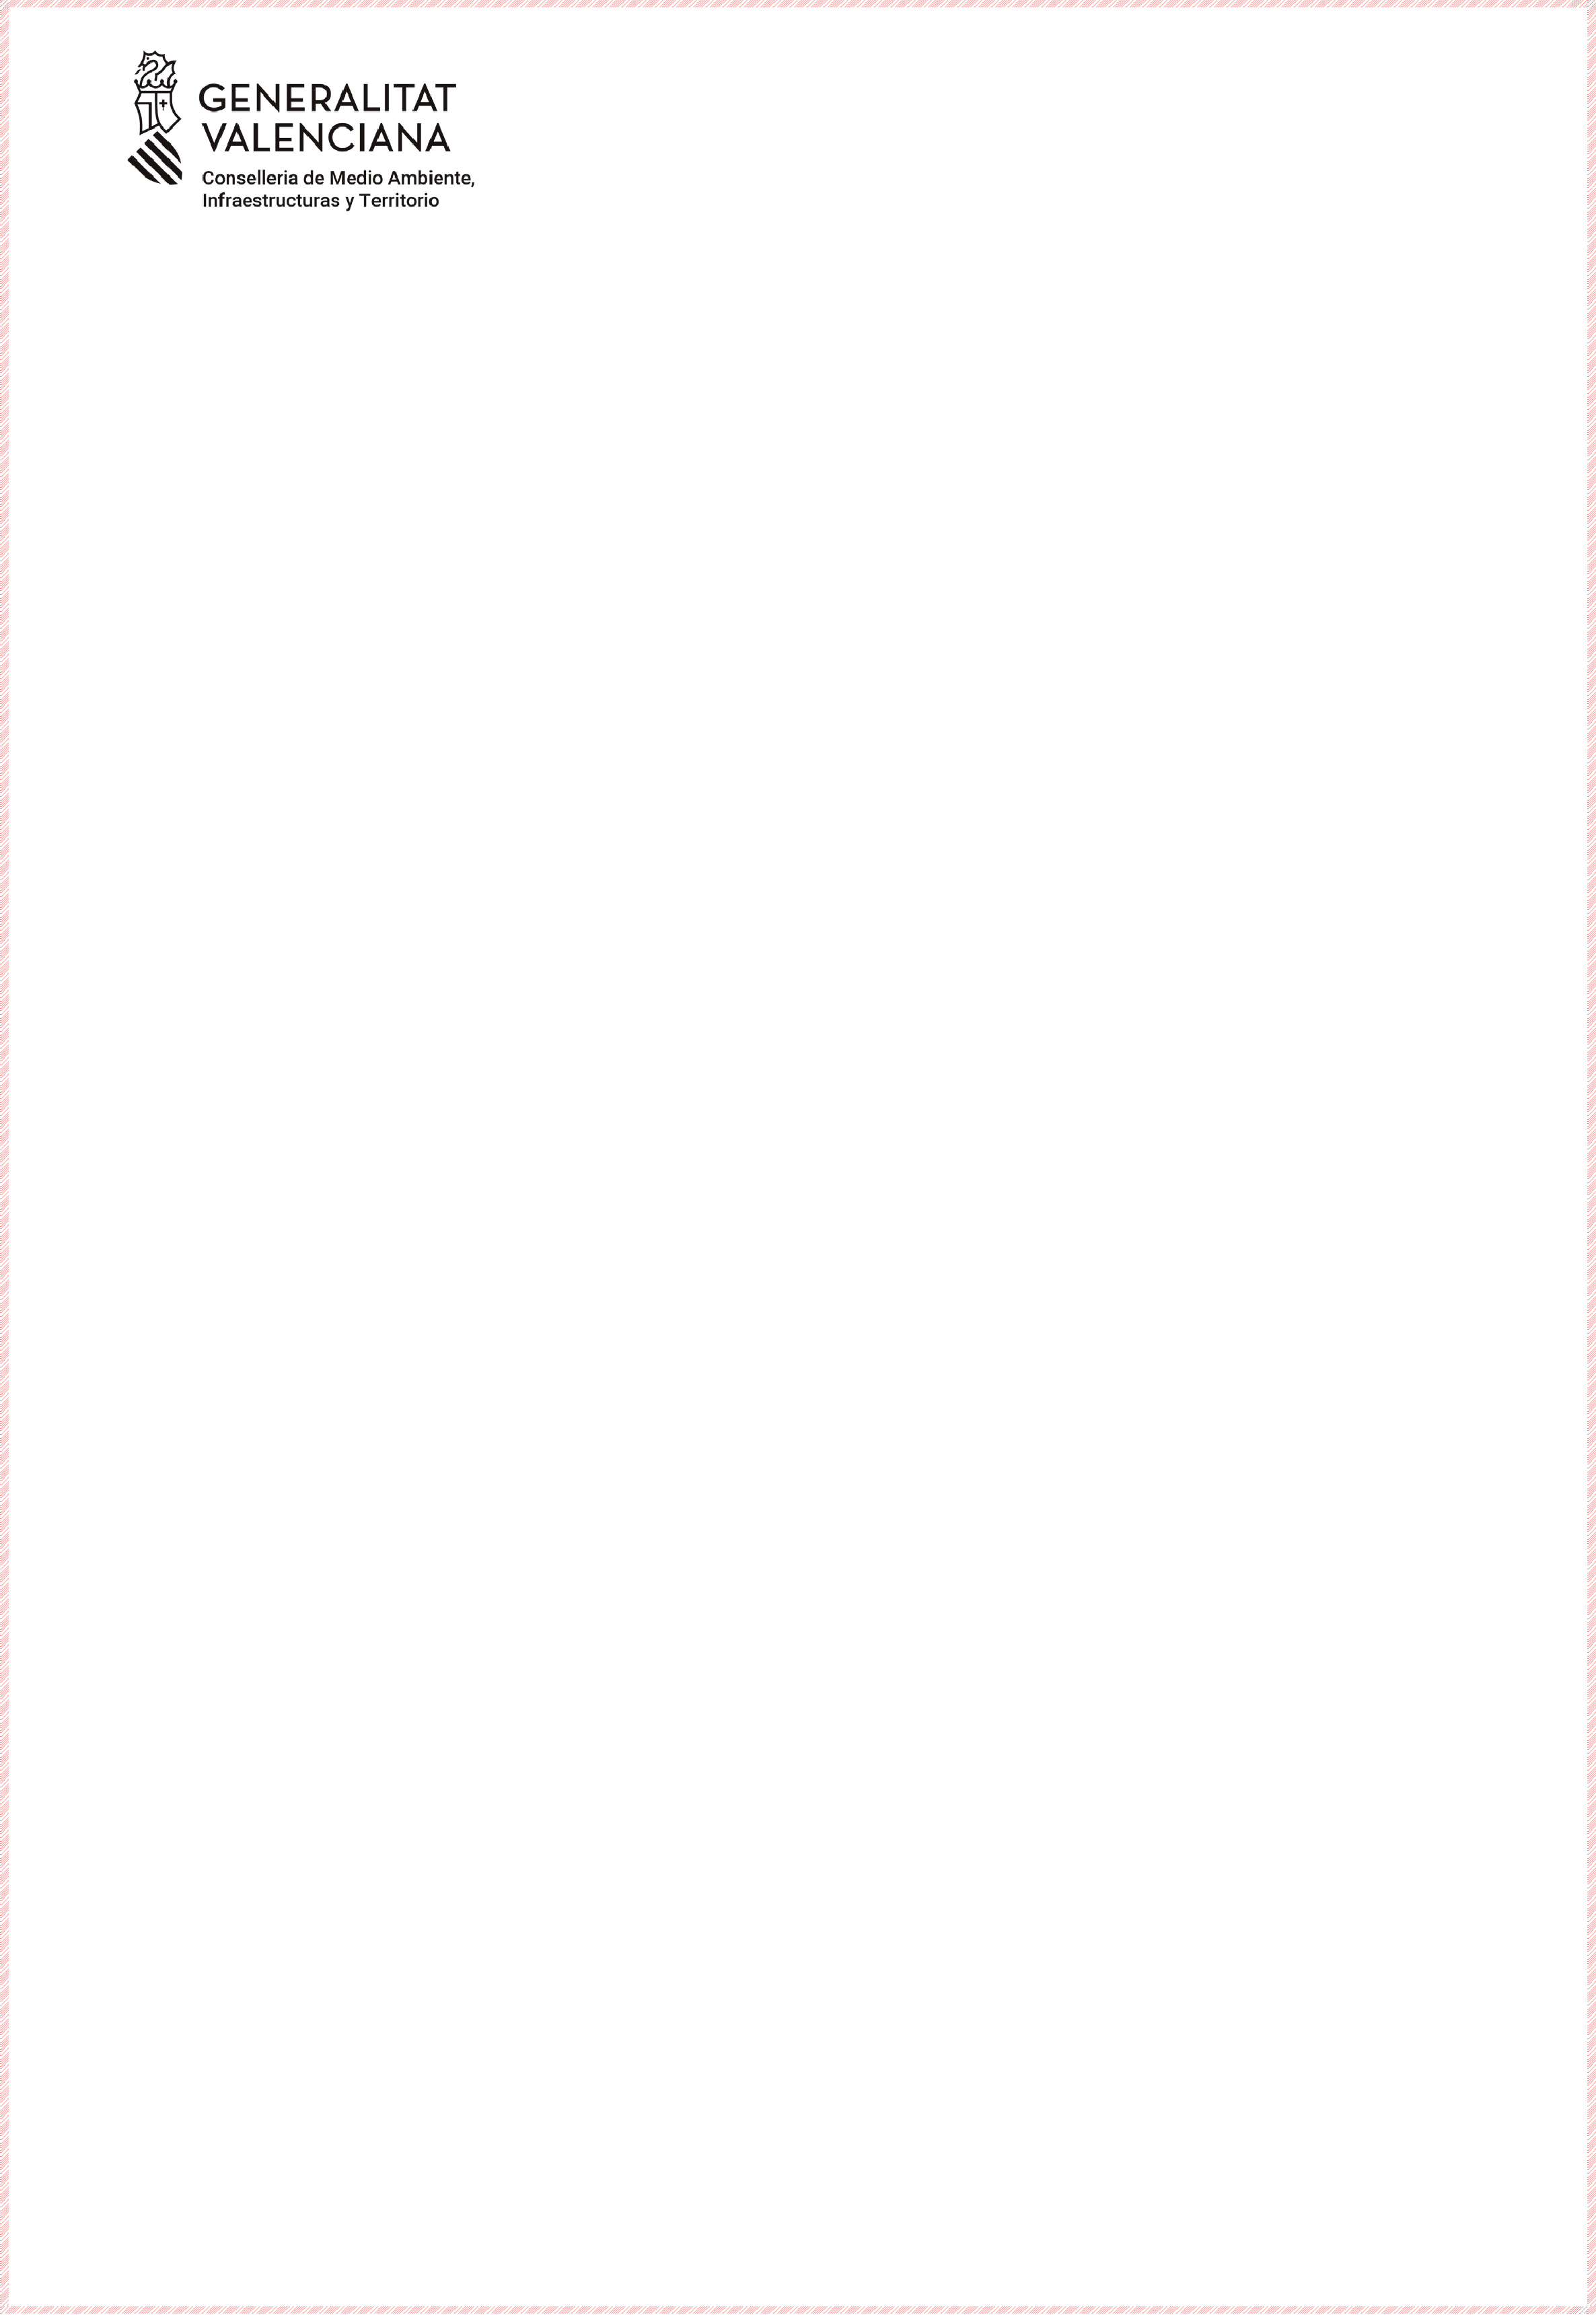 GENERALITAT
VALENCIANA
Conselleria de Medio Ambiente,
Infraestructuras y Territorio